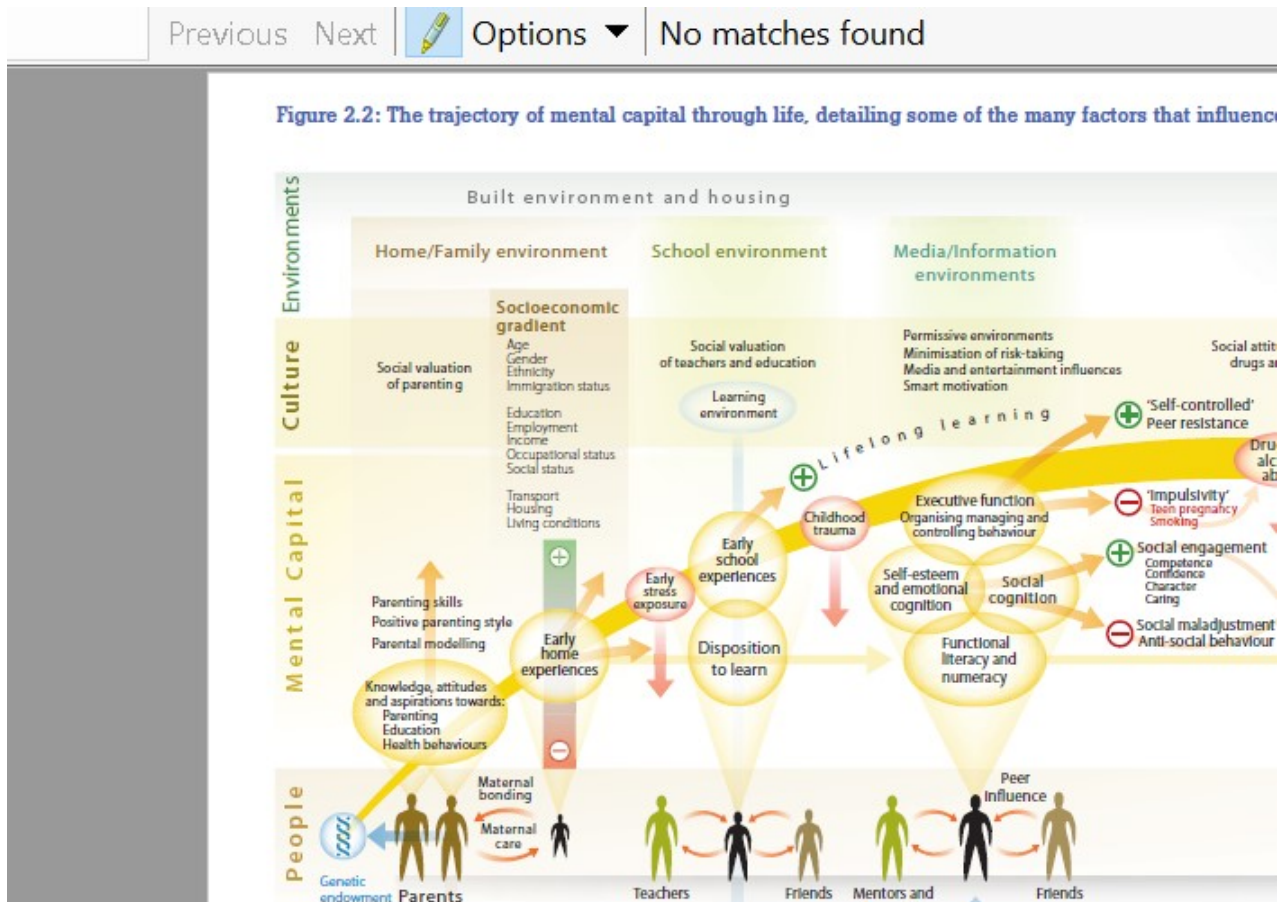 Previous Next Options No matches found
Figure 2.2: The trajectory of mental capital through life, detailing some of the many factors that influence
Environments
Built environment and housing
Home/Family environment
School environment
Media/Information
environments
Culture
Social valuation
of parenting
Socioeconomic
gradient
Age
Gender
Ethnicity
Immigration status
Education
Employment
Income
Occupational status
Social status
Transport
Housing
Living conditions
Social valuation
of teachers and education
Learning
environment
Permissive environments
Minimisation of risk-taking
Media and entertainment influences
Smart motivation
Social
drugs
Lifelong learning
'Self-controlled'
Peer resistance
Mental Capital
Parenting skills
Positive parenting style
Parental modelling
Knowledge, attitudes
and aspirations towards:
Parenting
Education
Health behaviours
Early
home
experiences
Early
stress
exposure
Early
school
experiences
Disposition
to learn
Childhood
trauma
Executive function
Organising managing and
controlling behaviour
Self-esteem
and emotional
cognition
Social
cognition
Functional
literacy and
numeracy
'Impulsivity'
Teen pregnancy
Smoking
Social engagement
Competence
Confidence
Character
Caring
Social maladjustment
Anti-social behaviour
People
Genetic
endowment
Parents
Maternal
bonding
Maternal
care
Teachers
Friends
Peer
Influence
Mentors and
Friends